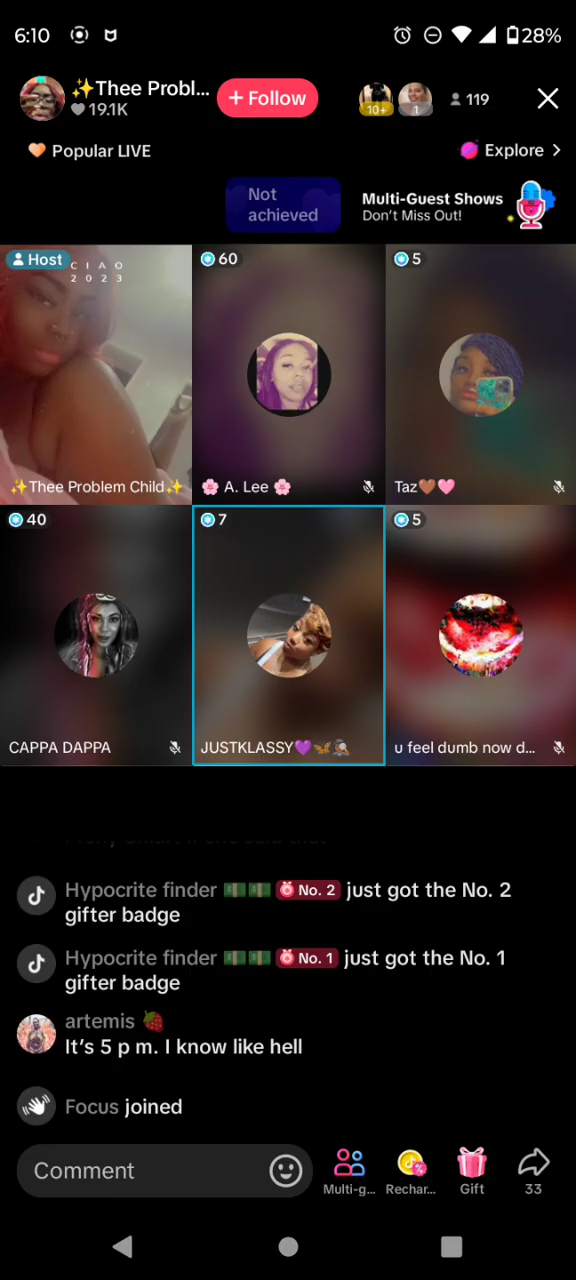 6:10
28%
✨Thee Probl...
+ Follow
19.1K
10+
1
119
Popular LIVE
Explore >
Not
achieved
Multi-Guest Shows
Don't Miss Out!
Host
CIAO
2023
60
5
✨Thee Problem Child✨
🌸 A. Lee 🌸
Taz🤎🩷
40
7
5
CAPPA DAPPA
JUSTKLASSY💜🦋🕵🏽‍♀️
u feel dumb now d...
Hypocrite finder 💵💵 No. 2 just got the No. 2
gifter badge
Hypocrite finder 💵💵 No. 1 just got the No. 1
gifter badge
artemis 🍓
It's 5 p m. I know like hell
Focus joined
Comment
Multi-g...
Rechar...
Gift
33